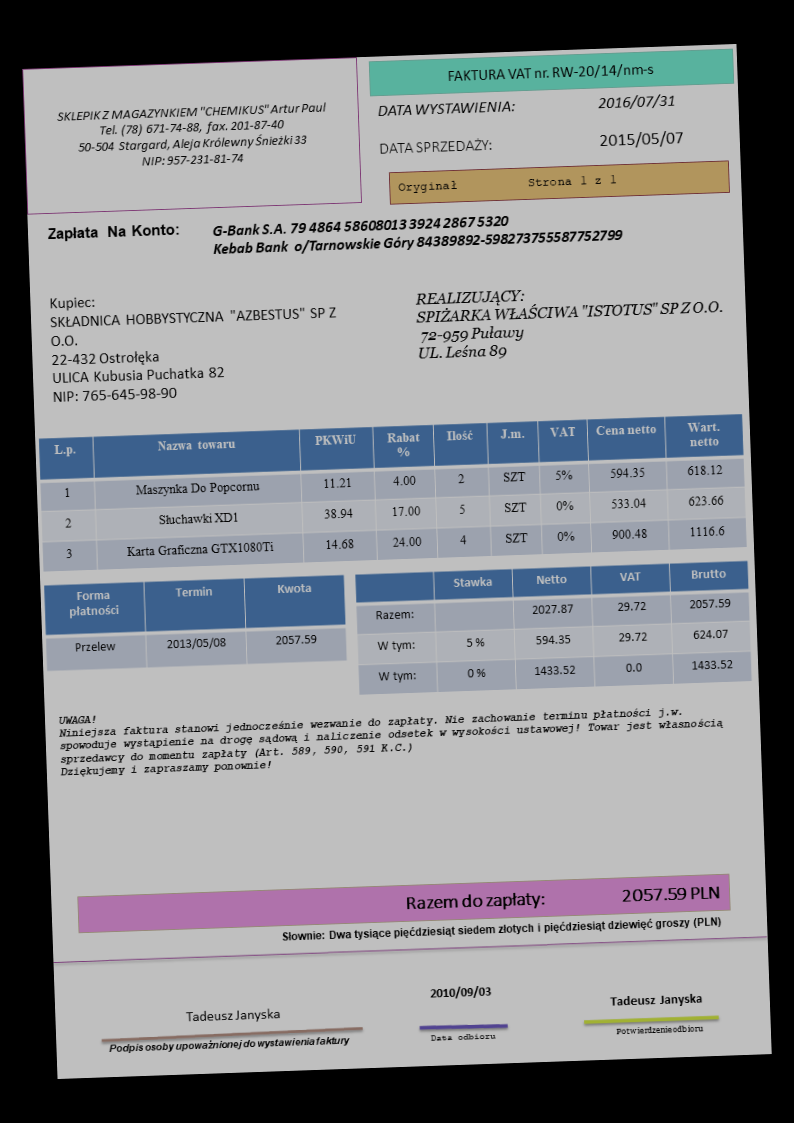 SKLEPIK Z MAGAZYNKIEM "CHEMIKUS" Artur Paul
Tel. (78) 671-74-88, fax. 201-87-40
50-504 Stargard, Aleja Królewny Śnieżki 33
NIP: 957-231-81-74
FAKTURA VAT nr. RW-20/14/nm-s
DATA WYSTAWIENIA: 2016/07/31
DATA SPRZEDAŻY: 2015/05/07
Oryginał Strona 1 z 1
Zapłata Na Konto: G-Bank S.A. 79 4864 58608013 3924 2867 5320
Kebab Bank o/Tarnowskie Góry 84389892-598273755587752799
Kupiec:
SKŁADNICA HOBBYSTYCZNA "AZBESTUS" SP Z
O.O.
22-432 Ostrołęka
ULICA Kubusia Puchatka 82
NIP: 765-645-98-90
REALIZUJĄCY:
SPIŻARKA WŁAŚCIWA "ISTOTUS" SP Z O.O.
72-959 Puławy
UL. Leśna 89
L.p. Nazwa towaru PKWiU Rabat % Ilość J.m. VAT Cena netto Wart. netto
1 Maszynka Do Popcornu 11.21 4.00 2 SZT 5% 594.35 618.12
2 Słuchawki XD1 38.94 17.00 5 SZT 0% 533.04 623.66
3 Karta Graficzna GTX1080Ti 14.68 24.00 4 SZT 0% 900.48 1116.6
Forma płatności Termin Kwota
Przelew 2013/05/08 2057.59
Stawka Netto VAT Brutto
Razem: 2027.87 29.72 2057.59
W tym: 5 % 594.35 29.72 624.07
W tym: 0 % 1433.52 0.0 1433.52
UWAGA!
Niniejsza faktura stanowi jednocześnie wezwanie do zapłaty. Nie zachowanie terminu płatności j.w.
spowoduje wystąpienie na drogę sądową i naliczenie odsetek w wysokości ustawowej! Towar jest własnością
sprzedawcy do momentu zapłaty (Art. 589, 590, 591 K.C.)
Dziękujemy i zapraszamy ponownie!
Razem do zapłaty: 2057.59 PLN
Słownie: Dwa tysiące pięćdziesiąt siedem złotych i pięćdziesiąt dziewięć groszy (PLN)
Tadeusz Janyska
Podpis osoby upoważnionej do wystawienia faktury
2010/09/03
Data odbioru
Tadeusz Janyska
Potwierdzenie odbioru